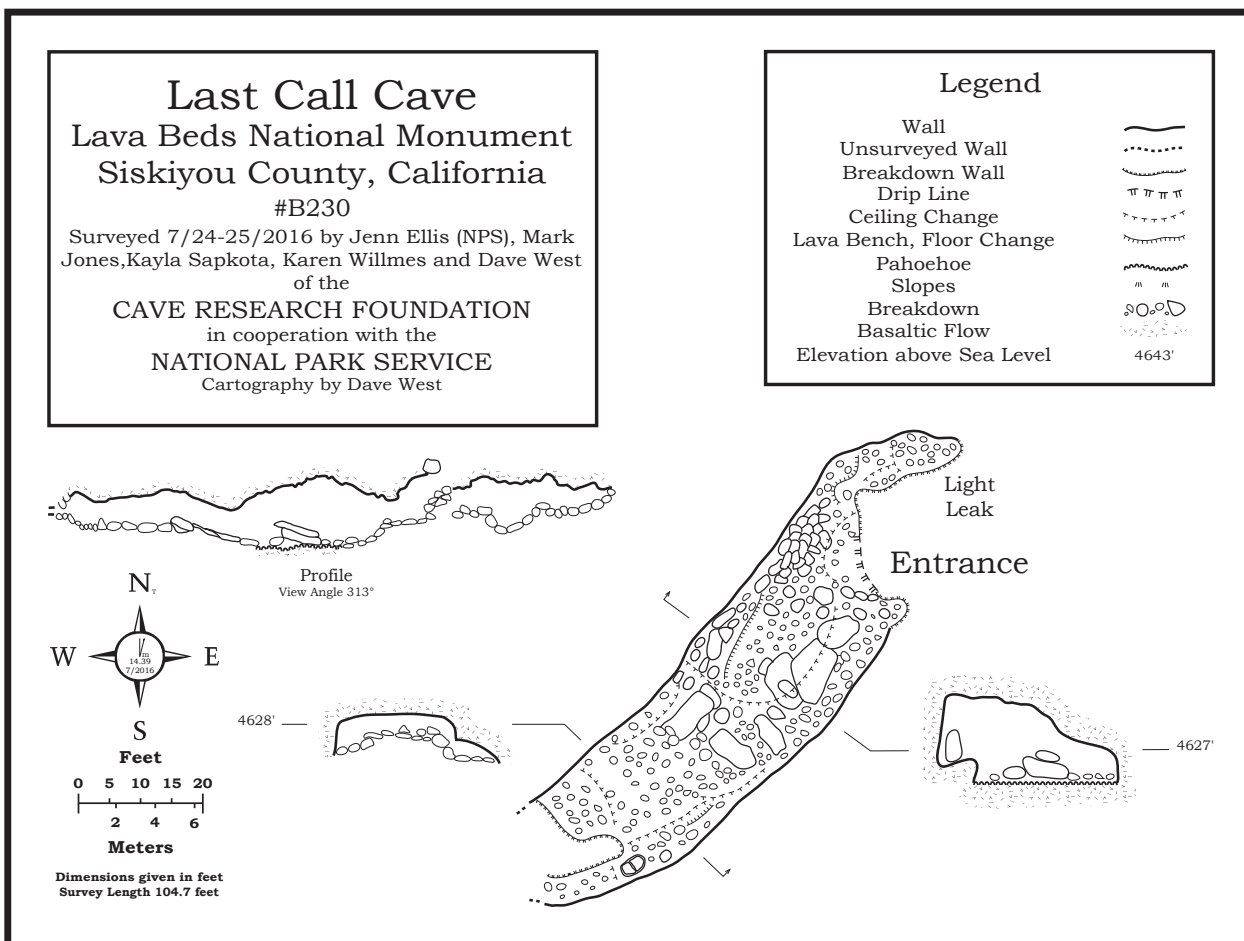 Last Call Cave
Lava Beds National Monument
Siskiyou County, California
#B230
Surveyed 7/24-25/2016 by Jenn Ellis (NPS), Mark
Jones,Kayla Sapkota, Karen Willmes and Dave West
of the
CAVE RESEARCH FOUNDATION
in cooperation with the
NATIONAL PARK SERVICE
Cartography by Dave West
Legend
Wall
Unsurveyed Wall
Breakdown Wall
Drip Line
Ceiling Change
Lava Bench, Floor Change
Pahoehoe
Slopes
Breakdown
Basaltic Flow
Elevation above Sea Level 4643'
Light
Leak
Entrance
Profile
View Angle 313°
N T
W E
m
14.39
7/2016
S
4628'
4627'
Feet
0 5 10 15 20
2 4 6
Meters
Dimensions given in feet
Survey Length 104.7 feet